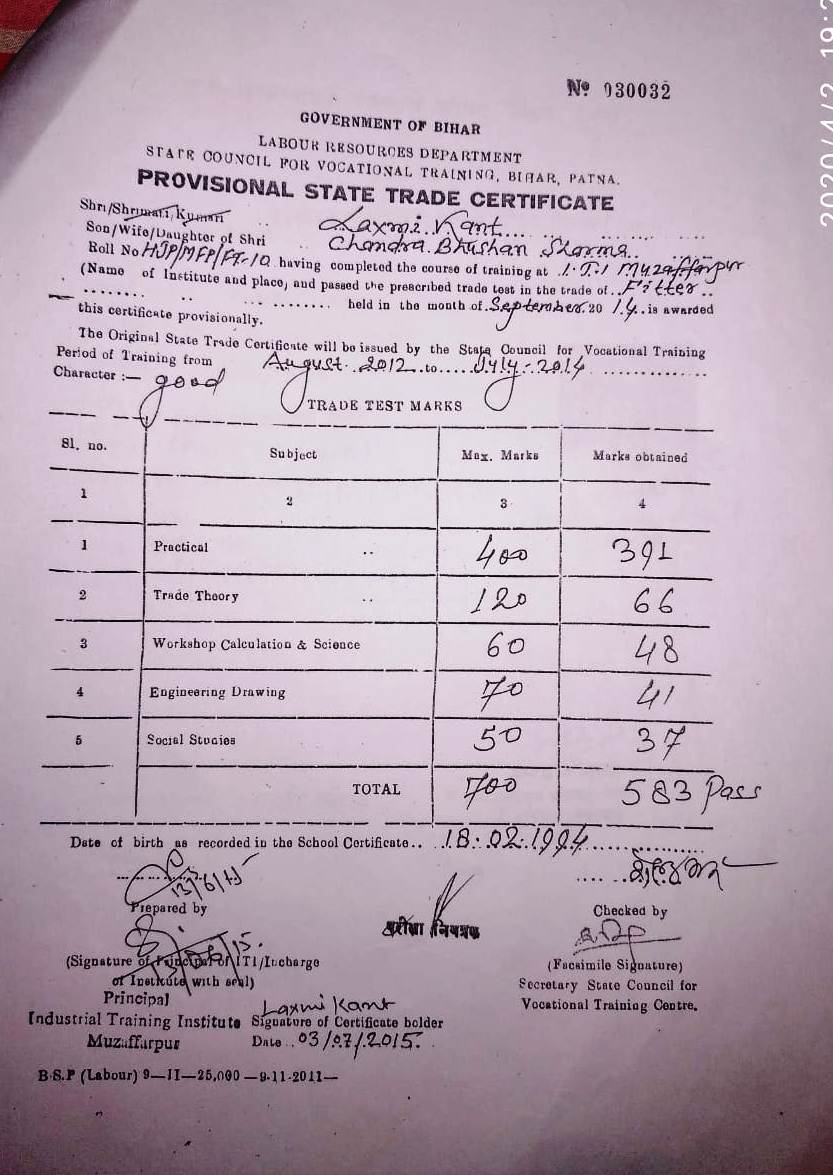 Nº 030032
GOVERNMENT OF BIHAR
LABOUR RESOURCES DEPARTMENT
STATE COUNCIL FOR VOCATIONAL TRAINING, BIHAR, PATNA.
PROVISIONAL STATE TRADE CERTIFICATE
Shri/Shrimati/Kumari Laxmi Kant
Son/Wife/Daughter of Shri Chandra Bhushan Sharma
Roll No HJP/MFP/FT-10 having completed the course of training at I.T.I Muzaffarpur
(Name of Institute and place) and passed the prescribed trade test in the trade of Fitter
held in the month of September 2014 is awarded
this certificate provisionally.
The Original State Trade Certificate will be issued by the State Council for Vocational Training
Period of Training from August 2012 to July-2014
Character :— good
TRADE TEST MARKS
Sl. no. Subject Max. Marks Marks obtained
1 2 3 4
1 Practical .. 400 391
2 Trade Theory .. 120 66
3 Workshop Calculation & Science 60 48
4 Engineering Drawing 70 41
5 Social Studies 50 37
TOTAL 700 583 Pass
Date of birth as recorded in the School Certificate.. 18.02.1994
Prepared by
Checked by
परीक्षा नियंत्रक
(Signature of Principal of ITI/Incharge
of Institute with seal)
(Facsimile Signature)
Secretary State Council for
Vocational Training Centre.
Principal
Industrial Training Institute
Muzaffarpur
Laxmi Kant
Signature of Certificate holder
Date .. 03/07/2015.
B.S.P (Labour) 9—II—25,000 —9-11-2011—